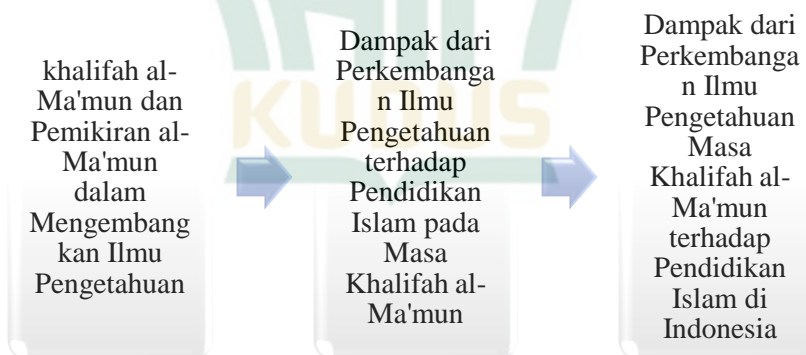 khalifah al-
Ma'mun dan
Pemikiran al-
Ma'mun
dalam
Mengembang
kan Ilmu
Pengetahuan
Dampak dari
Perkembanga
n Ilmu
Pengetahuan
terhadap
Pendidikan
Islam pada
Masa
Khalifah al-
Ma'mun
Dampak dari
Perkembanga
n Ilmu
Pengetahuan
Masa
Khalifah al-
Ma'mun
terhadap
Pendidikan
Islam di
Indonesia
KUDUS